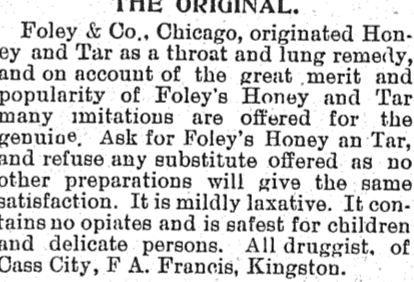 THE ORIGINAL.
Foley & Co., Chicago, originated Hon-
ey and Tar as a throat and lung remedy,
and on account of the great merit and
popularity of Foley's Honey and Tar
many imitations are offered for the
genuine. Ask for Foley's Honey an Tar,
and refuse any substitute offered as no
other preparations will give the same
satisfaction. It is mildly laxative. It con-
tains no opiates and is safest for children
and delicate persons. All druggist, of
Cass City, F A. Francis, Kingston.